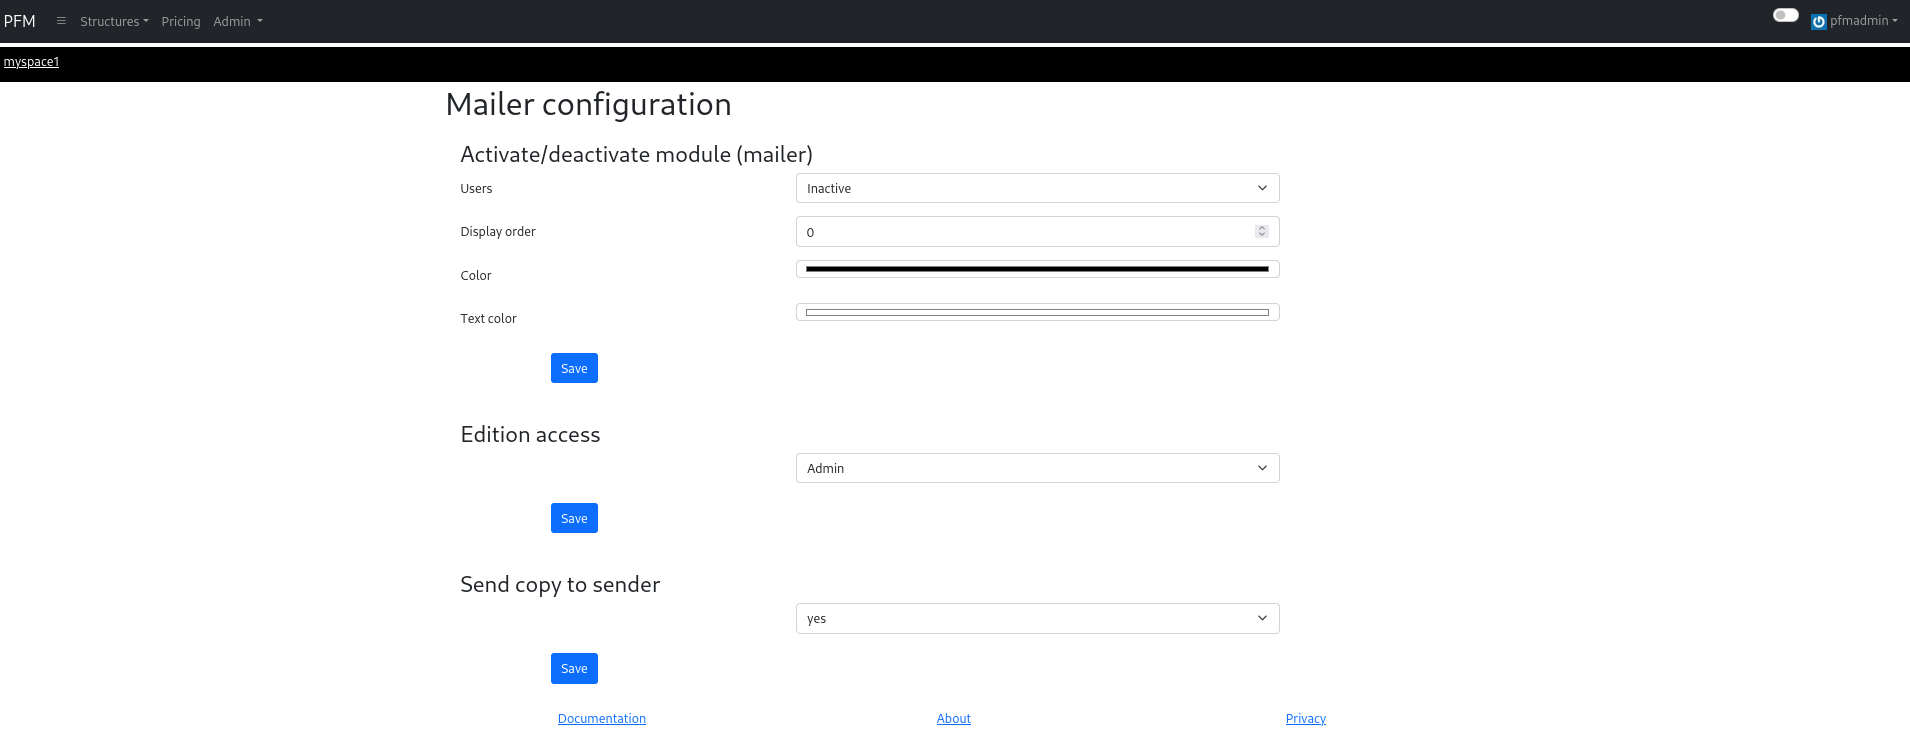 PFM Structures Pricing Admin pfmadmin
myspace1
Mailer configuration
Activate/deactivate module (mailer)
Users Inactive
Display order 0
Color
Text color
Save
Edition access
Admin
Save
Send copy to sender
yes
Save
Documentation About Privacy